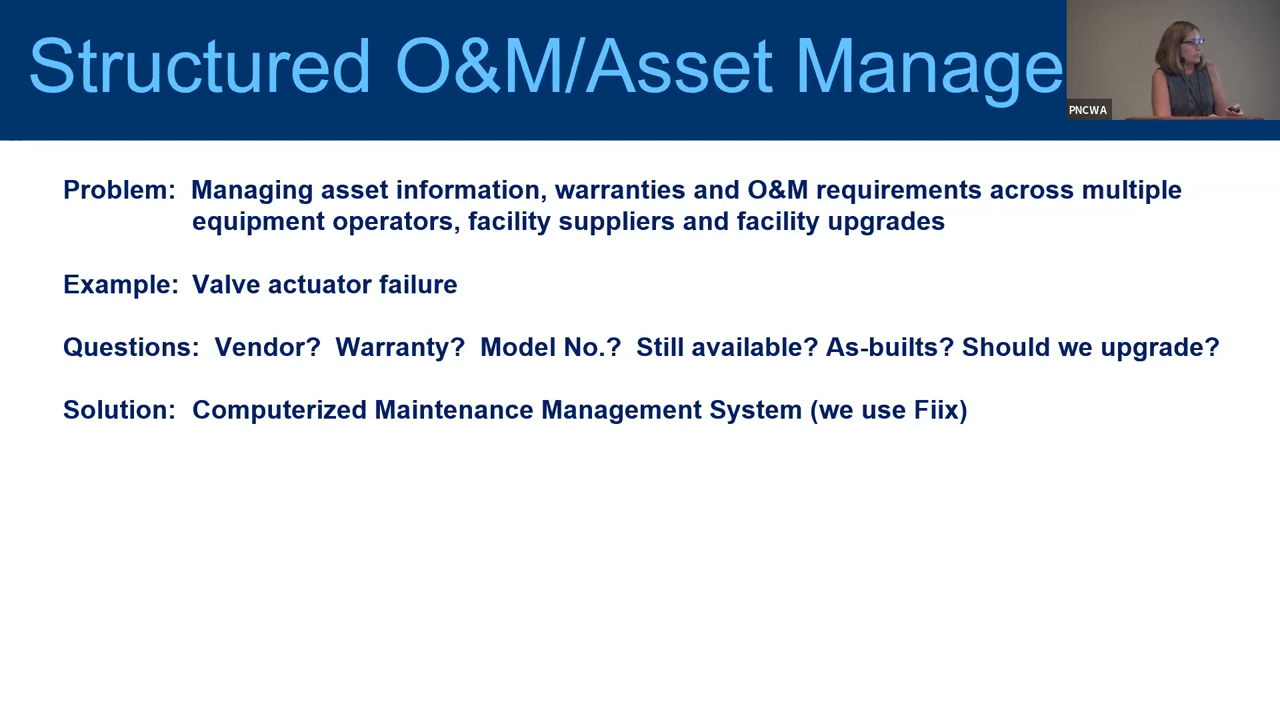 Structured O&M/Asset Manage
PNCWA
Problem: Managing asset information, warranties and O&M requirements across multiple
equipment operators, facility suppliers and facility upgrades
Example: Valve actuator failure
Questions: Vendor? Warranty? Model No.? Still available? As-builts? Should we upgrade?
Solution: Computerized Maintenance Management System (we use Fiix)